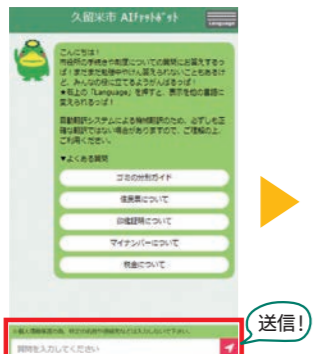 久留米市 AIﾁｬｯﾄﾎﾞｯﾄ
Language
こんにちは!
市役所の手続きや制度についての質問にお答えするっ
ぱ!まだまだ勉強中やけん答えられないこともあるけ
ど、みんなの役に立てるようがんばるっぱ!
●右上の「Language」を押すと、表示を他の言語に
変えられるっぱ!
自動翻訳システムによる機械翻訳のため、必ずしも正
確な翻訳ではない場合がありますので、ご理解の上、
ご利用ください。
▼よくある質問
ゴミの分別ガイド
住民票について
印鑑証明について
マイナンバーについて
税金について
質問を入力してください
送信!